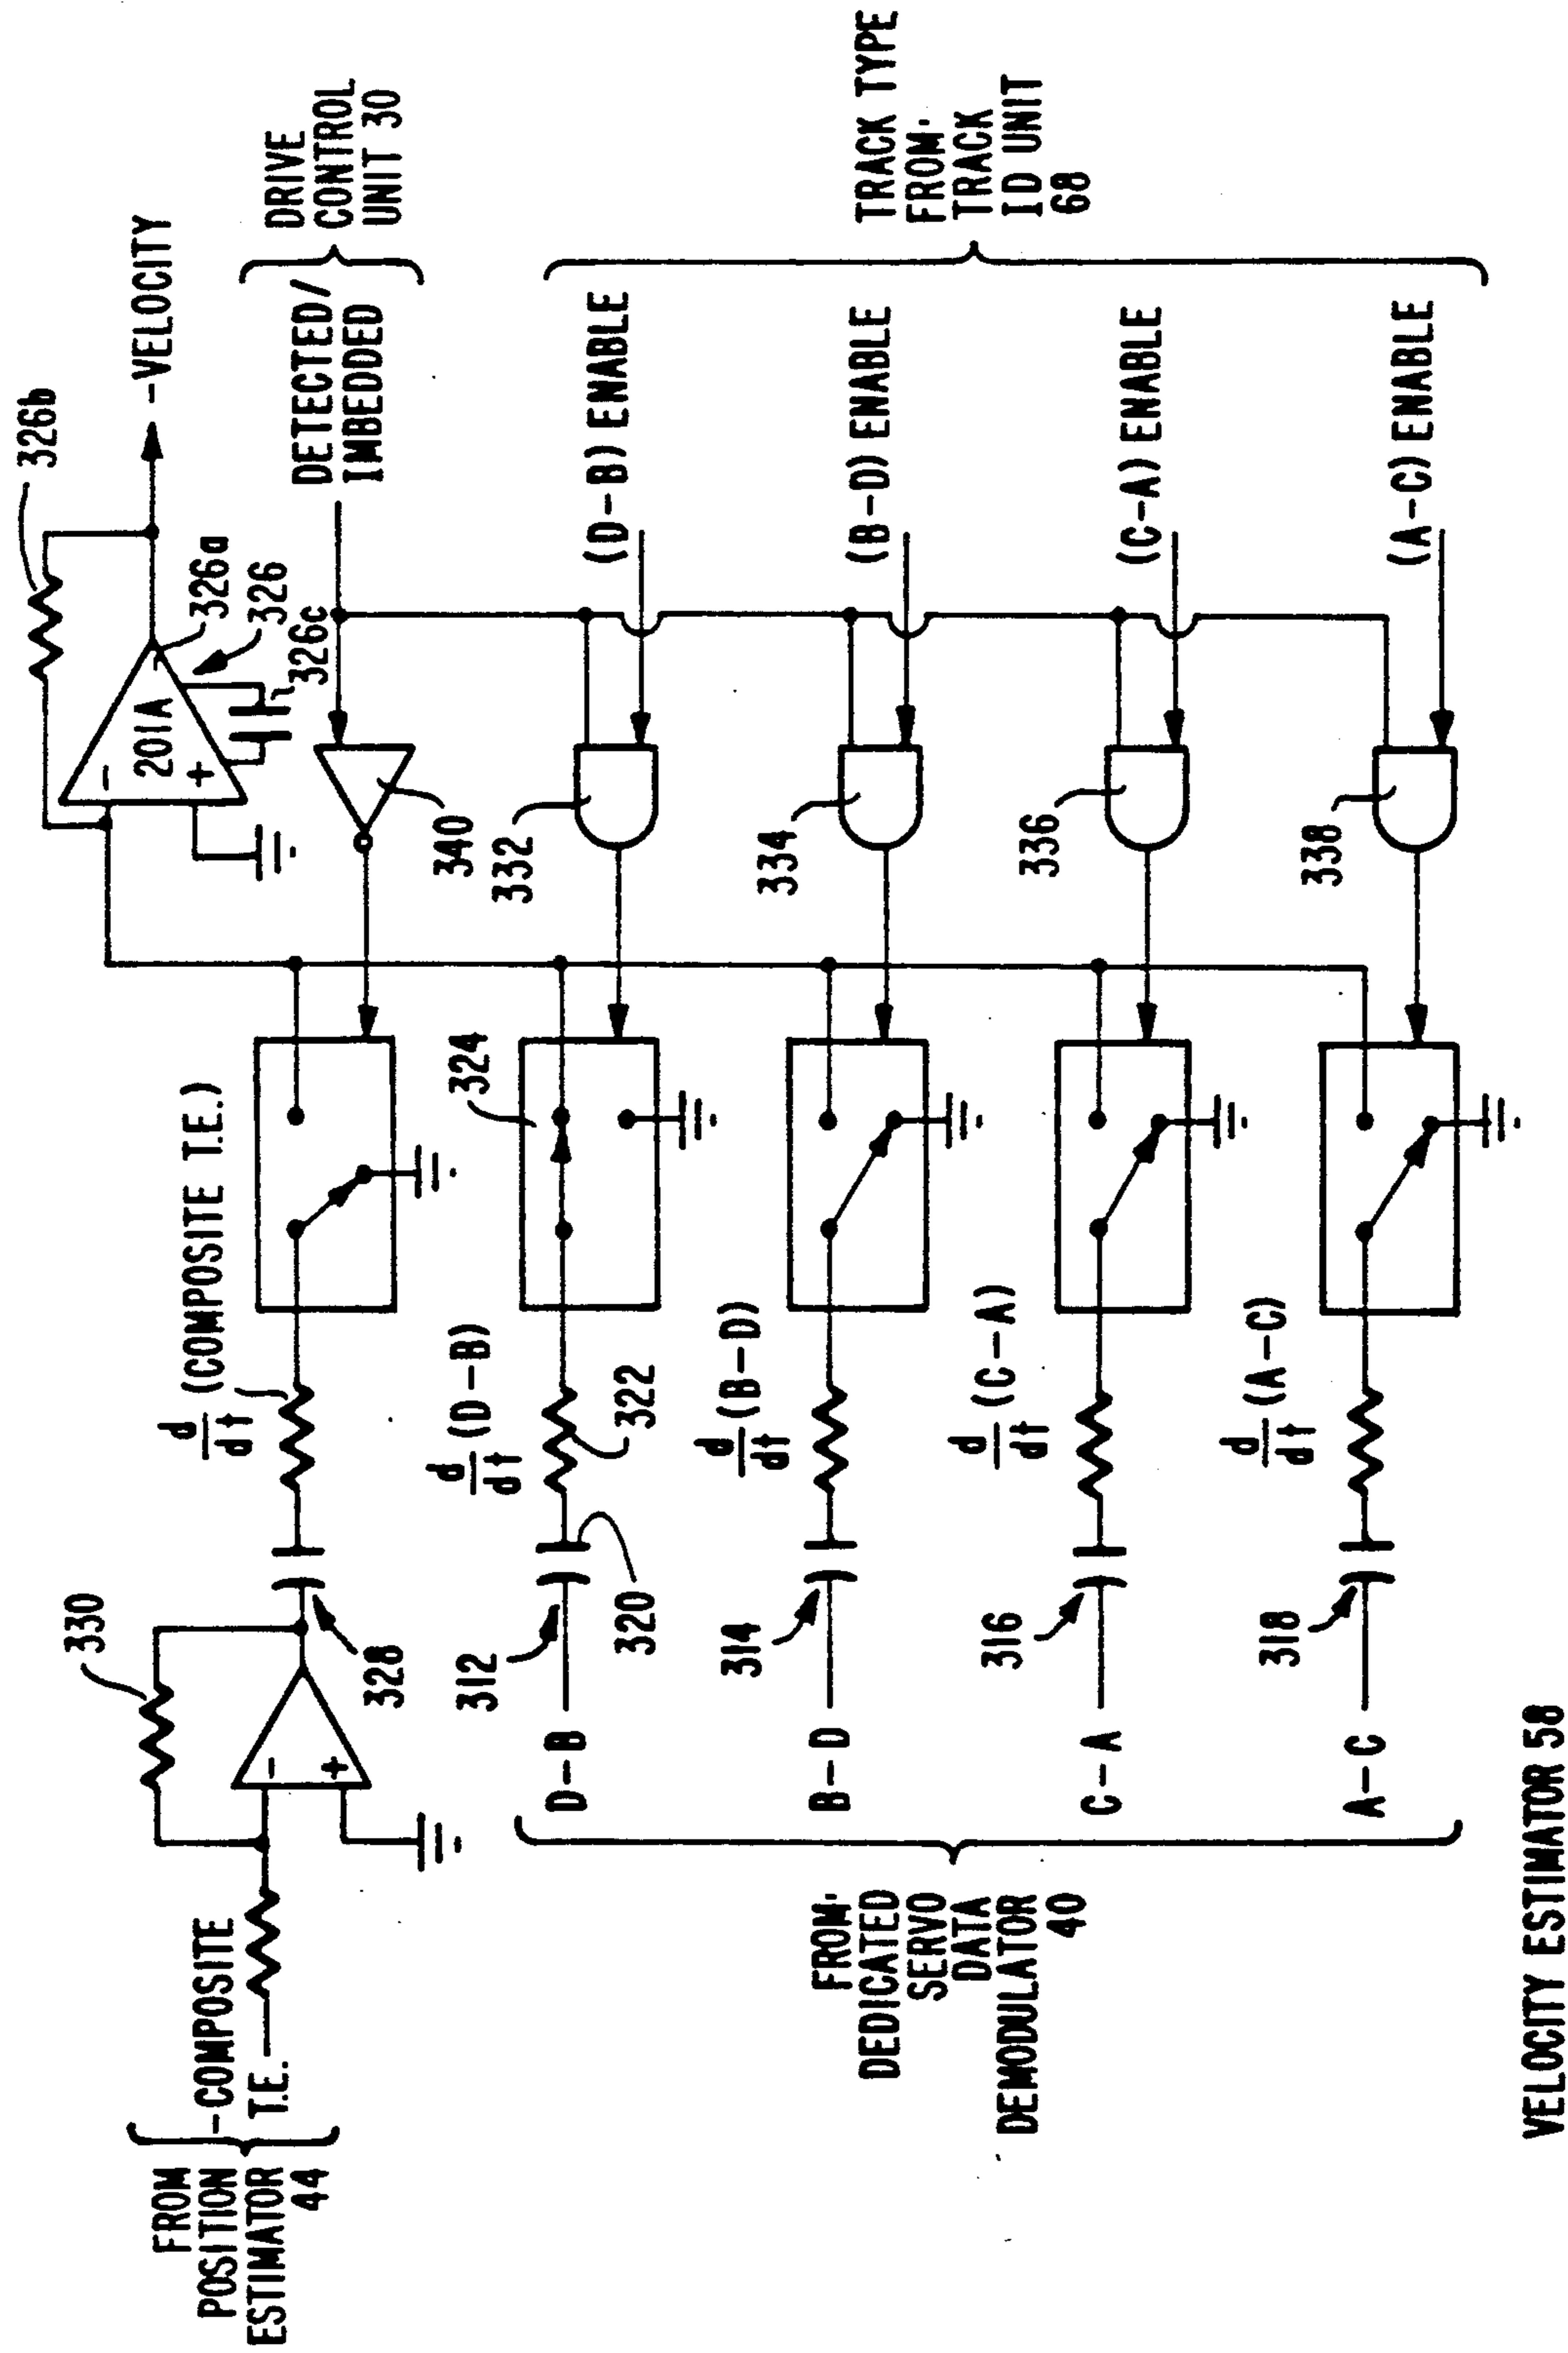 FROM
POSITION
ESTIMATOR
44
-COMPOSITE
T.E.
330
328
d/dt (COMPOSITE T.E.)
326b
201A
-
+
-
+
326a
326
326c
-VELOCITY
DETECTED/
IMBEDDED
DRIVE
CONTROL
UNIT 30
340
FROM:
DEDICATED
SERVO
DATA
DEMODULATOR
40
D-B
312
320
d/dt (D-B)
322
324
332
(D-B) ENABLE
B-D
314
d/dt (B-D)
334
(B-D) ENABLE
C-A
316
d/dt (C-A)
336
(C-A) ENABLE
A-C
318
d/dt (A-C)
338
(A-C) ENABLE
TRACK TYPE
FROM:
TRACK
ID UNIT
68
VELOCITY ESTIMATOR 58